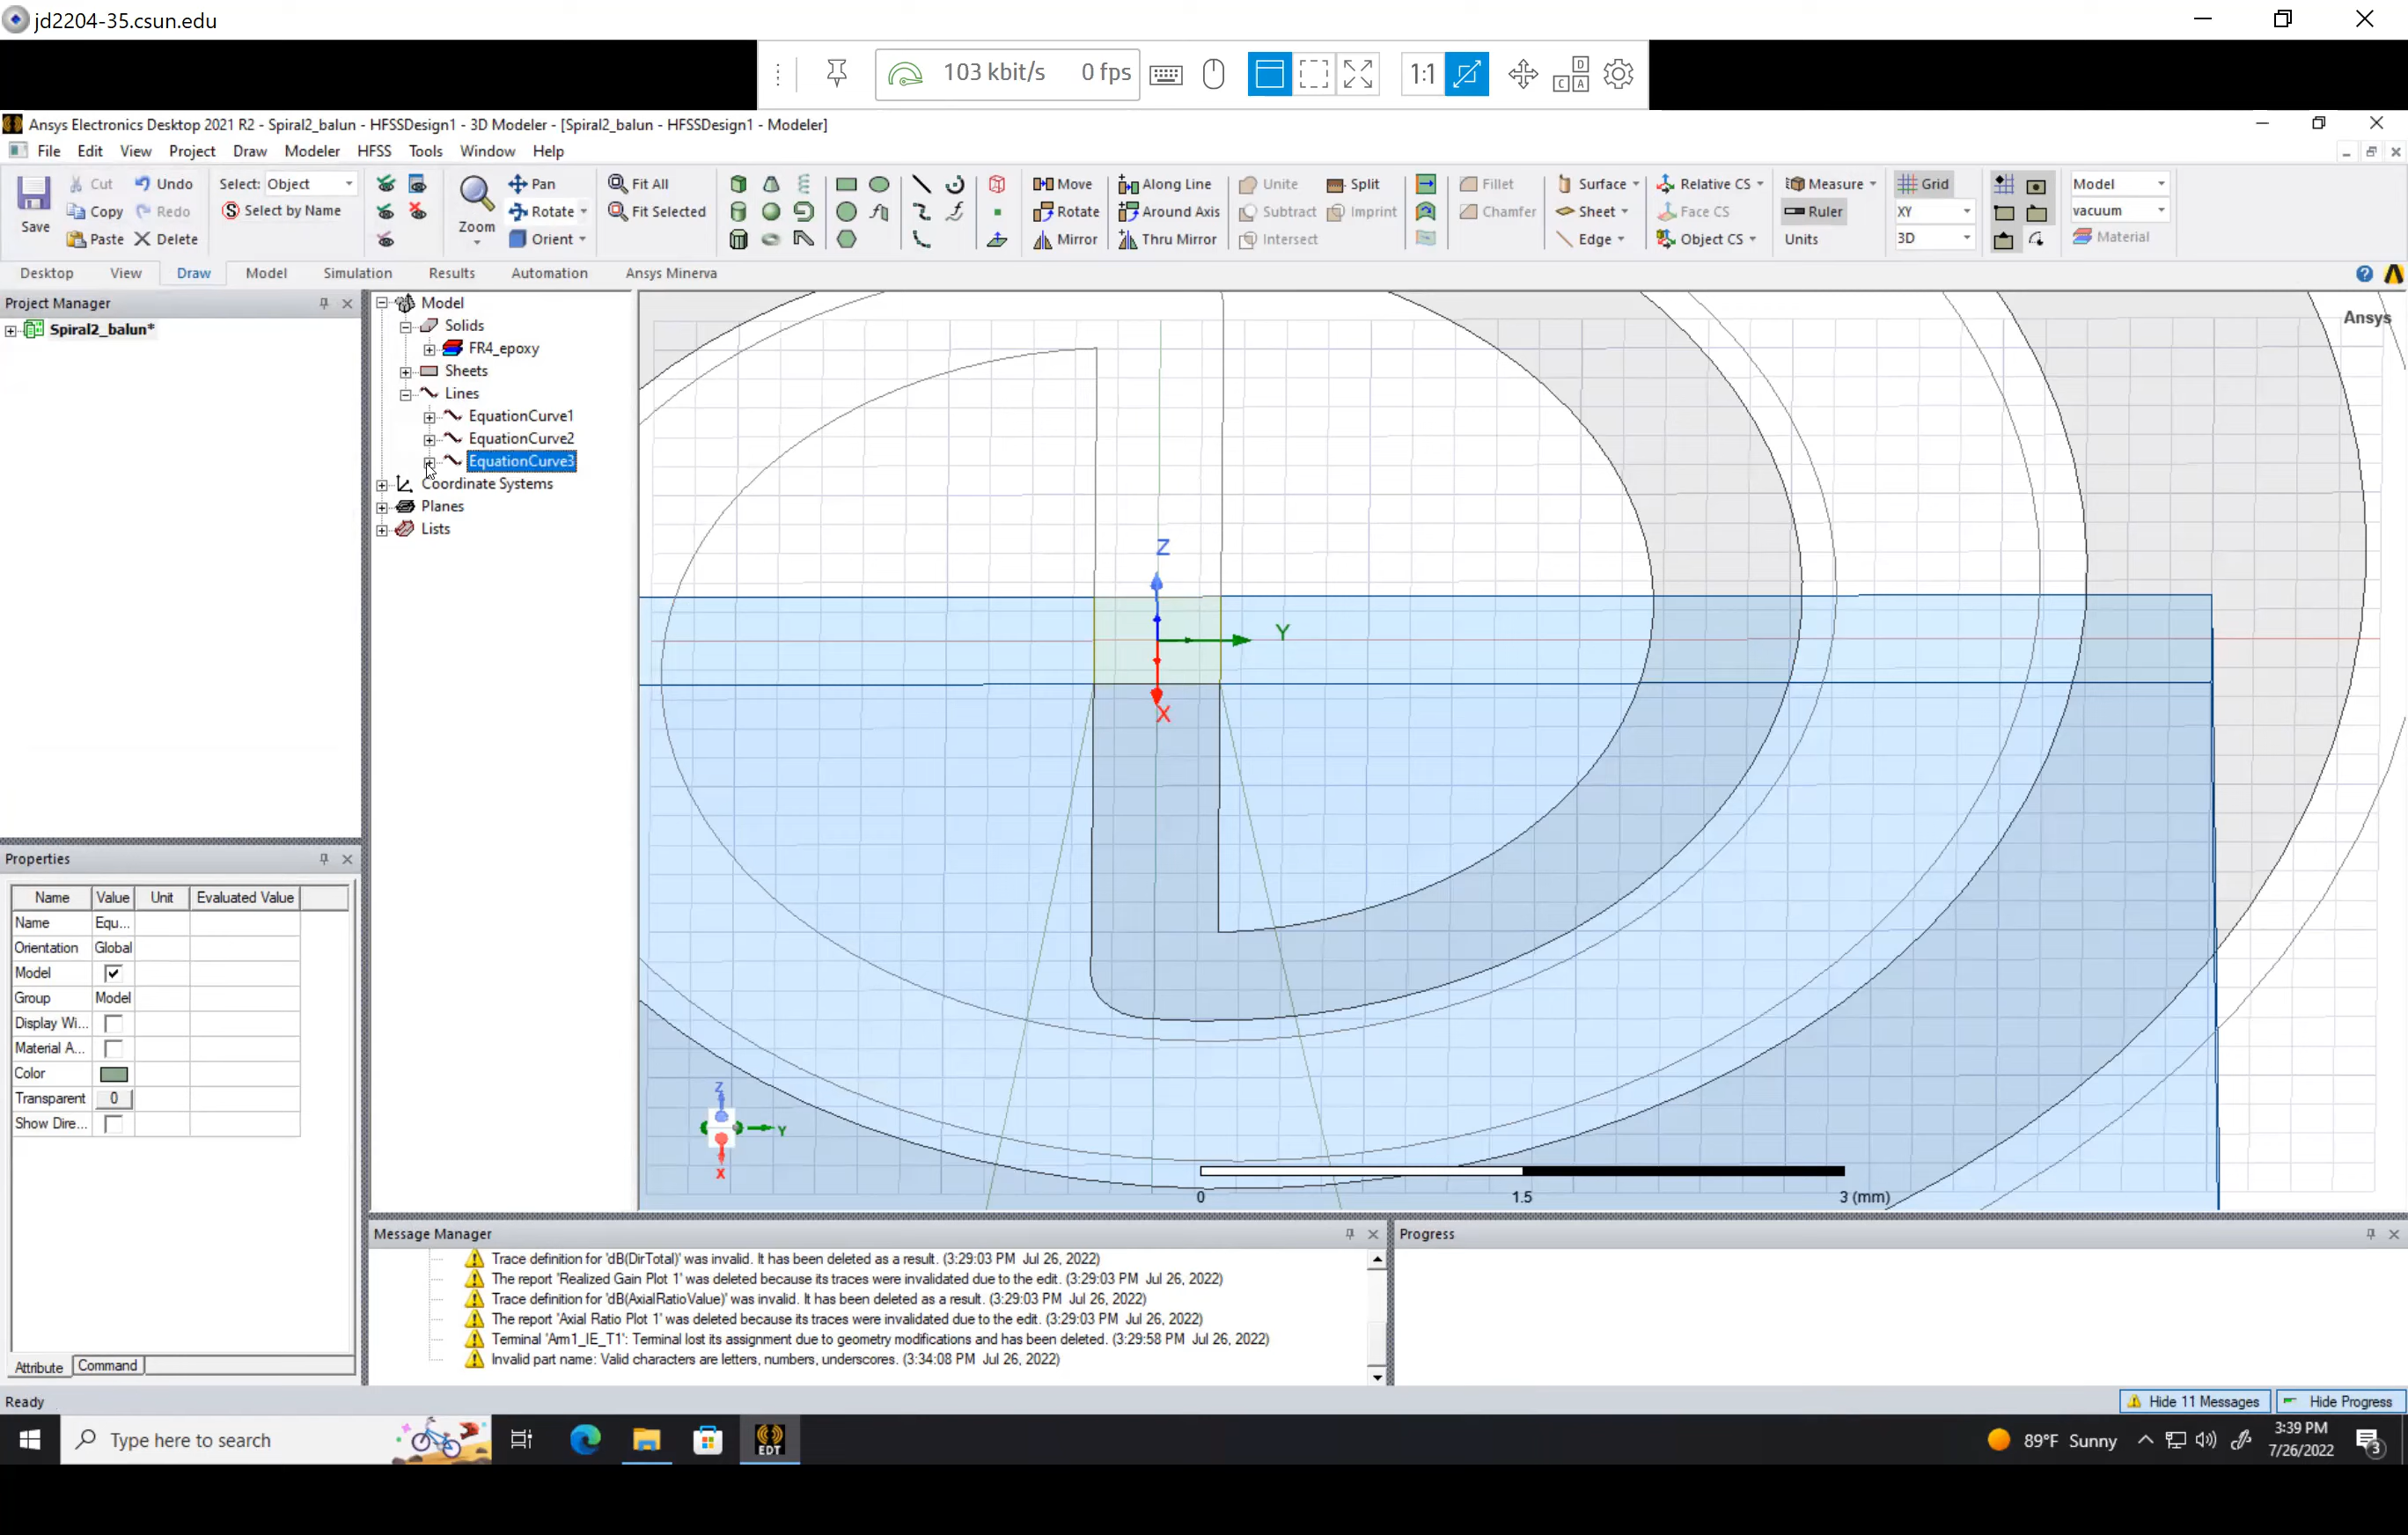 jd2204-35.csun.edu
103 kbit/s 0 fps 1:1 D C A
Ansys Electronics Desktop 2021 R2 - Spiral2_balun - HFSSDesign1 - 3D Modeler - [Spiral2_balun - HFSSDesign1 - Modeler]
File Edit View Project Draw Modeler HFSS Tools Window Help
Cut Undo Select: Object Pan Fit All Move Along Line Unite Split Fillet Surface Relative CS Measure Grid Model
Copy Redo Select by Name Rotate Fit Selected Rotate Around Axis Subtract Imprint Chamfer Sheet Face CS Ruler XY vacuum
Save Paste Delete Zoom Orient Mirror Thru Mirror Intersect Edge Object CS Units 3D Material
Desktop View Draw Model Simulation Results Automation Ansys Minerva
Project Manager
Spiral2_balun*
Model
Solids
FR4_epoxy
Sheets
Lines
EquationCurve1
EquationCurve2
EquationCurve3
Coordinate Systems
Planes
Lists
Ansys
Z
Y
X
Z
Y
X
0 1.5 3 (mm)
Properties
Name Value Unit Evaluated Value
Name Equ...
Orientation Global
Model
Group Model
Display Wi...
Material A...
Color
Transparent 0
Show Dire...
Attribute Command
Message Manager
Trace definition for 'dB(DirTotal)' was invalid. It has been deleted as a result. (3:29:03 PM Jul 26, 2022)
The report 'Realized Gain Plot 1' was deleted because its traces were invalidated due to the edit. (3:29:03 PM Jul 26, 2022)
Trace definition for 'dB(AxialRatioValue)' was invalid. It has been deleted as a result. (3:29:03 PM Jul 26, 2022)
The report 'Axial Ratio Plot 1' was deleted because its traces were invalidated due to the edit. (3:29:03 PM Jul 26, 2022)
Terminal 'Arm1_IE_T1': Terminal lost its assignment due to geometry modifications and has been deleted. (3:29:58 PM Jul 26, 2022)
Invalid part name: Valid characters are letters, numbers, underscores. (3:34:08 PM Jul 26, 2022)
Progress
Ready
Hide 11 Messages Hide Progress
Type here to search
EDT
89°F Sunny
3:39 PM
7/26/2022
3